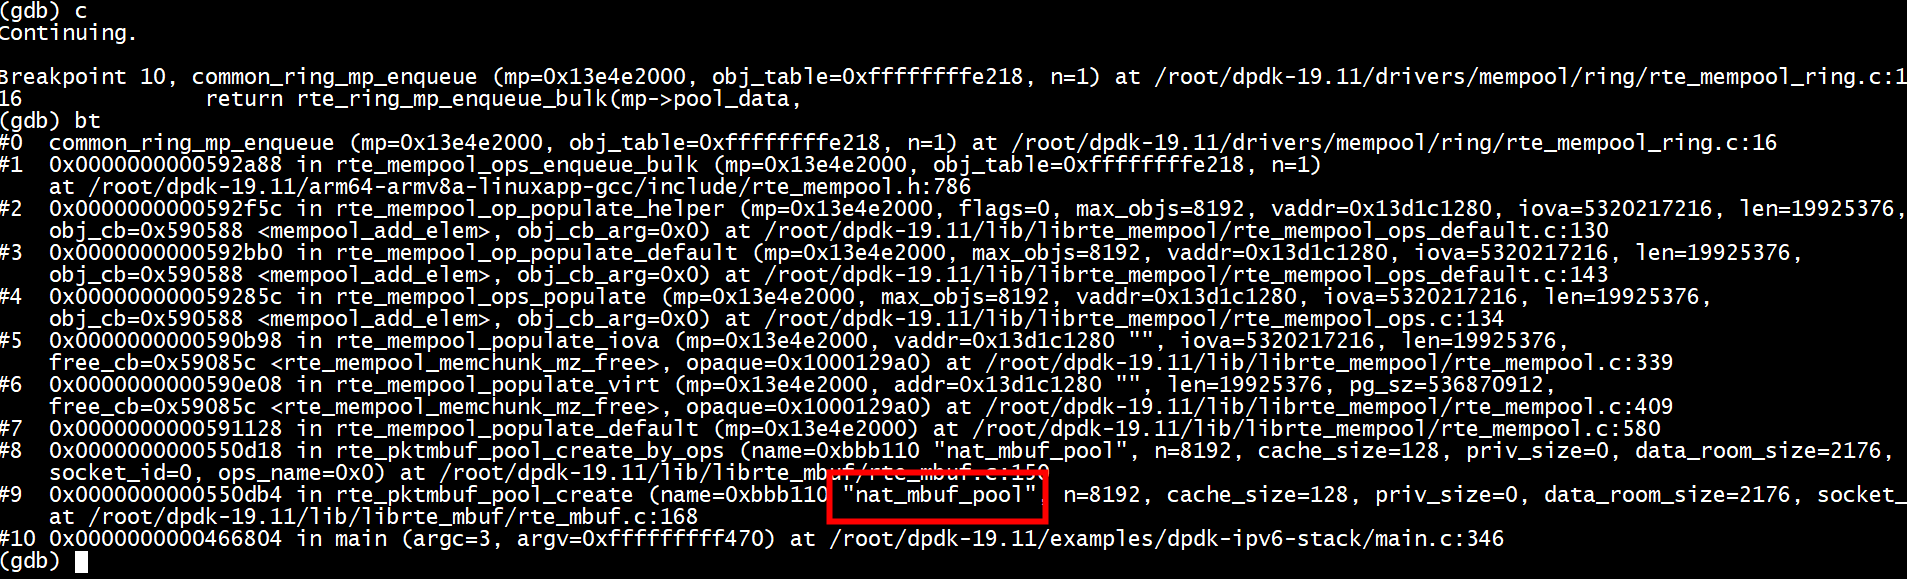 (gdb) c
Continuing.
Breakpoint 10, common_ring_mp_enqueue (mp=0x13e4e2000, obj_table=0xffffffffe218, n=1) at /root/dpdk-19.11/drivers/mempool/ring/rte_mempool_ring.c:1
16 return rte_ring_mp_enqueue_bulk(mp->pool_data,
(gdb) bt
#0 common_ring_mp_enqueue (mp=0x13e4e2000, obj_table=0xffffffffe218, n=1) at /root/dpdk-19.11/drivers/mempool/ring/rte_mempool_ring.c:16
#1 0x0000000000592a88 in rte_mempool_ops_enqueue_bulk (mp=0x13e4e2000, obj_table=0xffffffffe218, n=1)
at /root/dpdk-19.11/arm64-armv8a-linuxapp-gcc/include/rte_mempool.h:786
#2 0x0000000000592f5c in rte_mempool_op_populate_helper (mp=0x13e4e2000, flags=0, max_objs=8192, vaddr=0x13d1c1280, iova=5320217216, len=19925376,
obj_cb=0x590588 <mempool_add_elem>, obj_cb_arg=0x0) at /root/dpdk-19.11/lib/librte_mempool/rte_mempool_ops_default.c:130
#3 0x0000000000592bb0 in rte_mempool_op_populate_default (mp=0x13e4e2000, max_objs=8192, vaddr=0x13d1c1280, iova=5320217216, len=19925376,
obj_cb=0x590588 <mempool_add_elem>, obj_cb_arg=0x0) at /root/dpdk-19.11/lib/librte_mempool/rte_mempool_ops_default.c:143
#4 0x000000000059285c in rte_mempool_ops_populate (mp=0x13e4e2000, max_objs=8192, vaddr=0x13d1c1280, iova=5320217216, len=19925376,
obj_cb=0x590588 <mempool_add_elem>, obj_cb_arg=0x0) at /root/dpdk-19.11/lib/librte_mempool/rte_mempool_ops.c:134
#5 0x0000000000590b98 in rte_mempool_populate_iova (mp=0x13e4e2000, vaddr=0x13d1c1280 "", iova=5320217216, len=19925376,
free_cb=0x59085c <rte_mempool_memchunk_mz_free>, opaque=0x1000129a0) at /root/dpdk-19.11/lib/librte_mempool/rte_mempool.c:339
#6 0x0000000000590e08 in rte_mempool_populate_virt (mp=0x13e4e2000, addr=0x13d1c1280 "", len=19925376, pg_sz=536870912,
free_cb=0x59085c <rte_mempool_memchunk_mz_free>, opaque=0x1000129a0) at /root/dpdk-19.11/lib/librte_mempool/rte_mempool.c:409
#7 0x0000000000591128 in rte_mempool_populate_default (mp=0x13e4e2000) at /root/dpdk-19.11/lib/librte_mempool/rte_mempool.c:580
#8 0x0000000000550d18 in rte_pktmbuf_pool_create_by_ops (name=0xbbb110 "nat_mbuf_pool", n=8192, cache_size=128, priv_size=0, data_room_size=2176,
socket_id=0, ops_name=0x0) at /root/dpdk-19.11/lib/librte_mbuf/rte_mbuf.c:150
#9 0x0000000000550db4 in rte_pktmbuf_pool_create (name=0xbbb110 "nat_mbuf_pool", n=8192, cache_size=128, priv_size=0, data_room_size=2176, socket_
at /root/dpdk-19.11/lib/librte_mbuf/rte_mbuf.c:168
#10 0x0000000000466804 in main (argc=3, argv=0xfffffffff470) at /root/dpdk-19.11/examples/dpdk-ipv6-stack/main.c:346
(gdb)